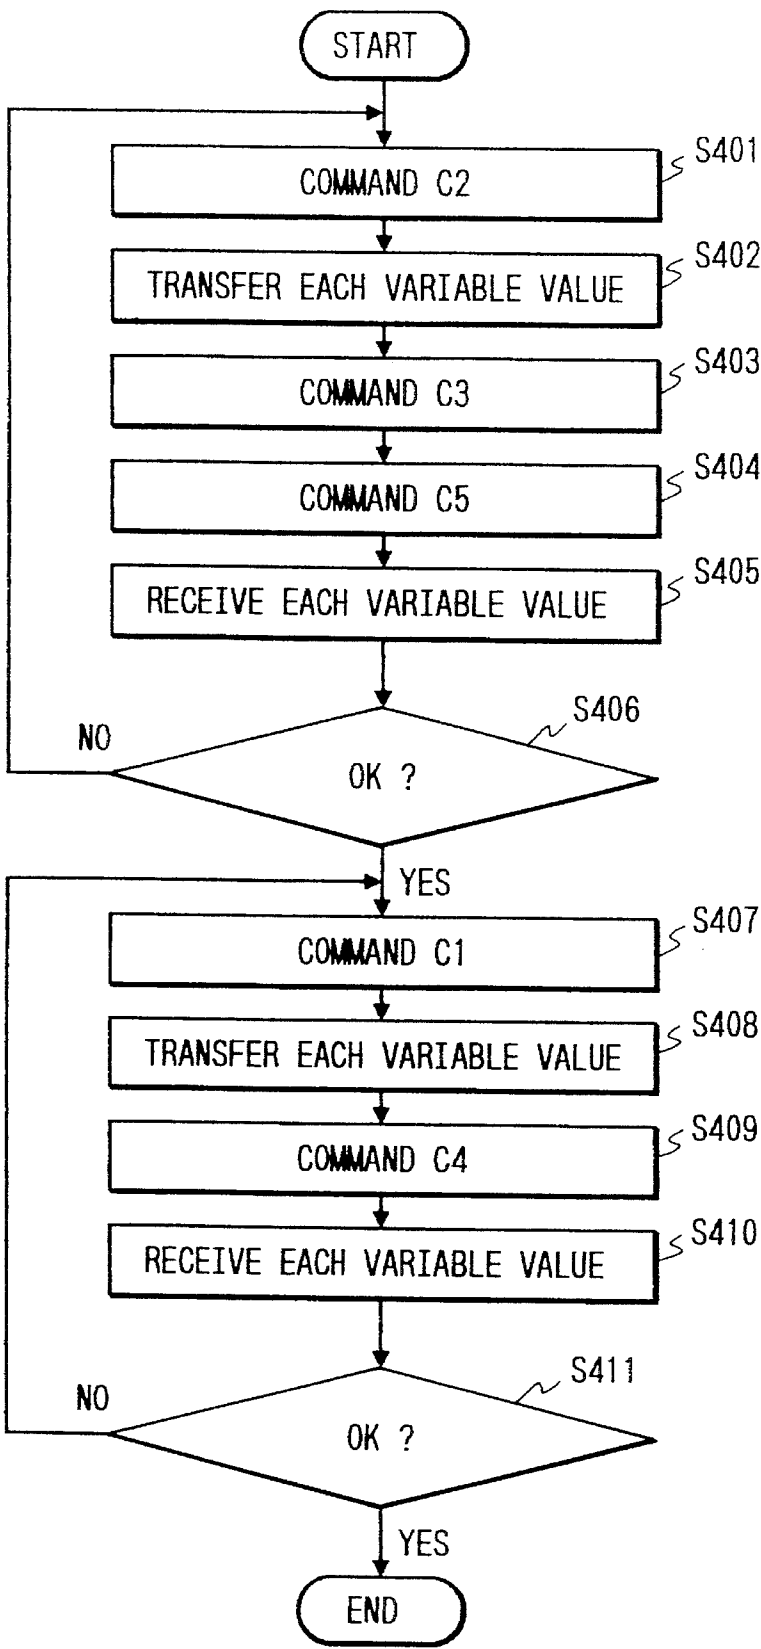 START
S401
COMMAND C2
S402
TRANSFER EACH VARIABLE VALUE
S403
COMMAND C3
S404
COMMAND C5
S405
RECEIVE EACH VARIABLE VALUE
S406
NO
OK ?
YES
S407
COMMAND C1
S408
TRANSFER EACH VARIABLE VALUE
S409
COMMAND C4
S410
RECEIVE EACH VARIABLE VALUE
S411
NO
OK ?
YES
END